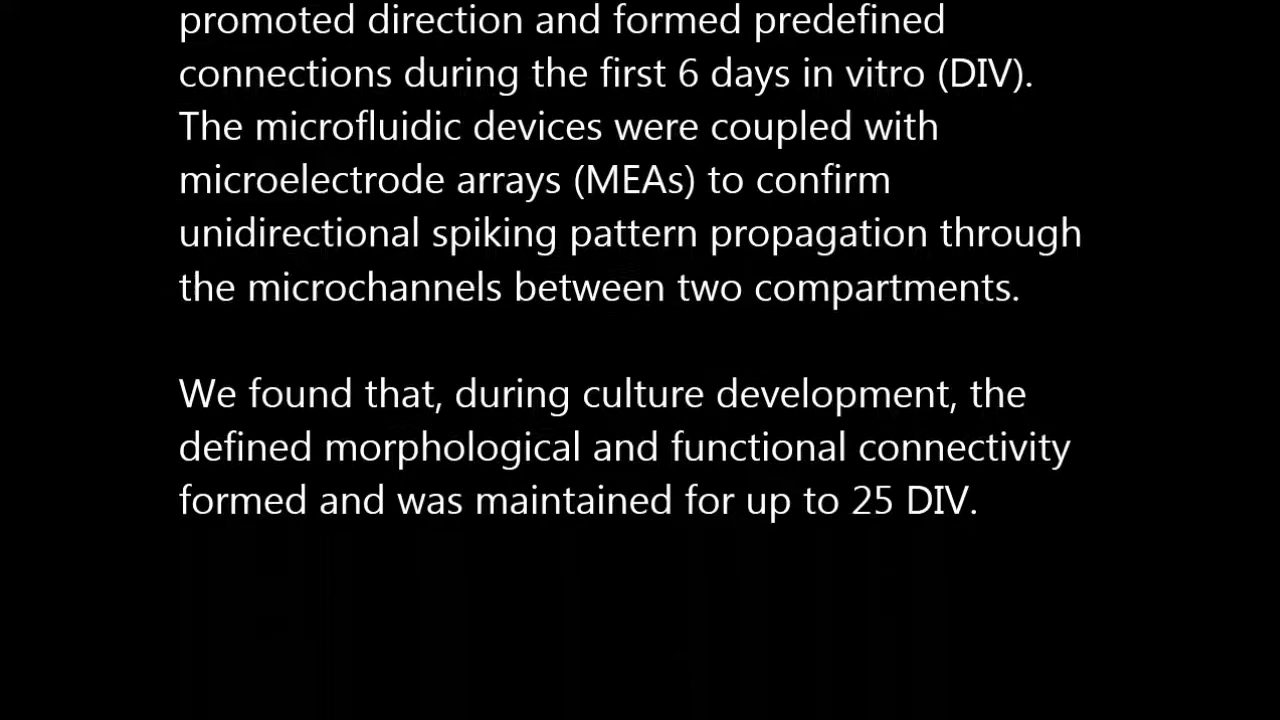 promoted direction and formed predefined
connections during the first 6 days in vitro (DIV).
The microfluidic devices were coupled with
microelectrode arrays (MEAs) to confirm
unidirectional spiking pattern propagation through
the microchannels between two compartments.
We found that, during culture development, the
defined morphological and functional connectivity
formed and was maintained for up to 25 DIV.